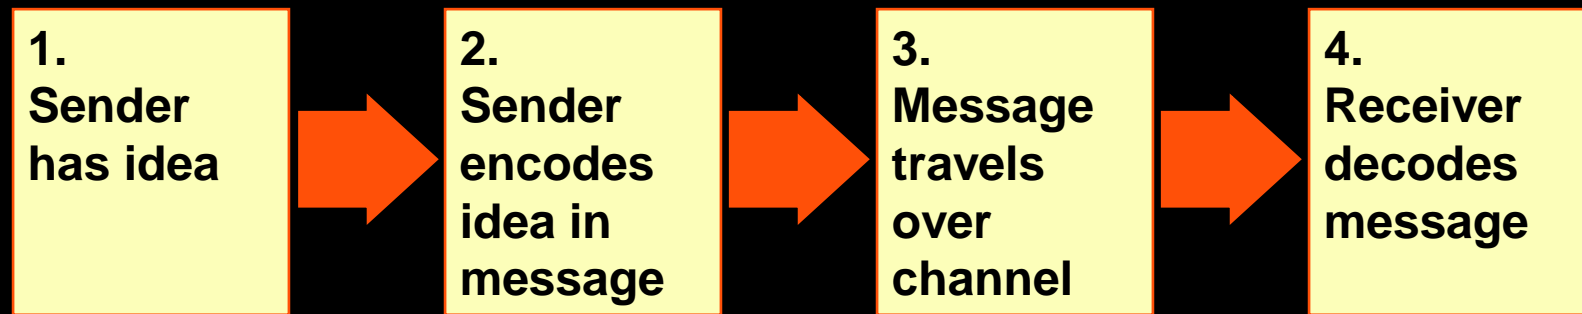 1.
Sender
has idea
2.
Sender
encodes
idea in
message
3.
Message
travels
over
channel
4.
Receiver
decodes
message